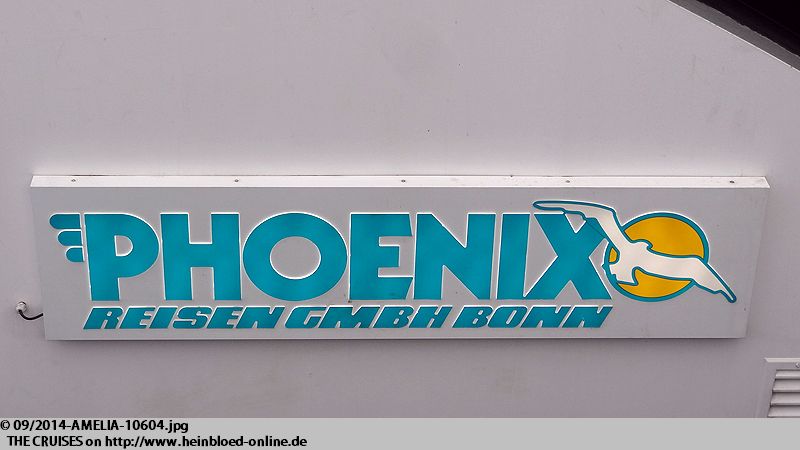 PHOENIX
REISEN GMBH BONN
© 09/2014-AMELIA-10604.jpg
THE CRUISES on http://www.heinbloed-online.de